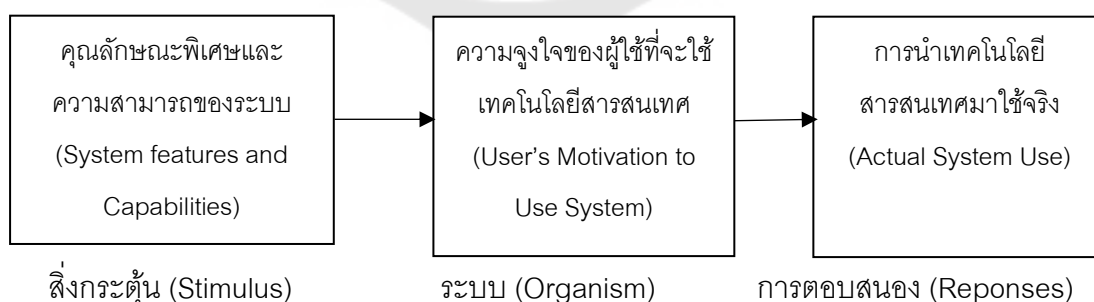 คุณลักษณะพิเศษและ
ความสามารถของระบบ
(System features and
Capabilities)
ความจูงใจของผู้ใช้ที่จะใช้
เทคโนโลยีสารสนเทศ
(User's Motivation to
Use System)
การนำเทคโนโลยี
สารสนเทศมาใช้จริง
(Actual System Use)
สิ่งกระตุ้น (Stimulus)
ระบบ (Organism)
การตอบสนอง (Reponses)